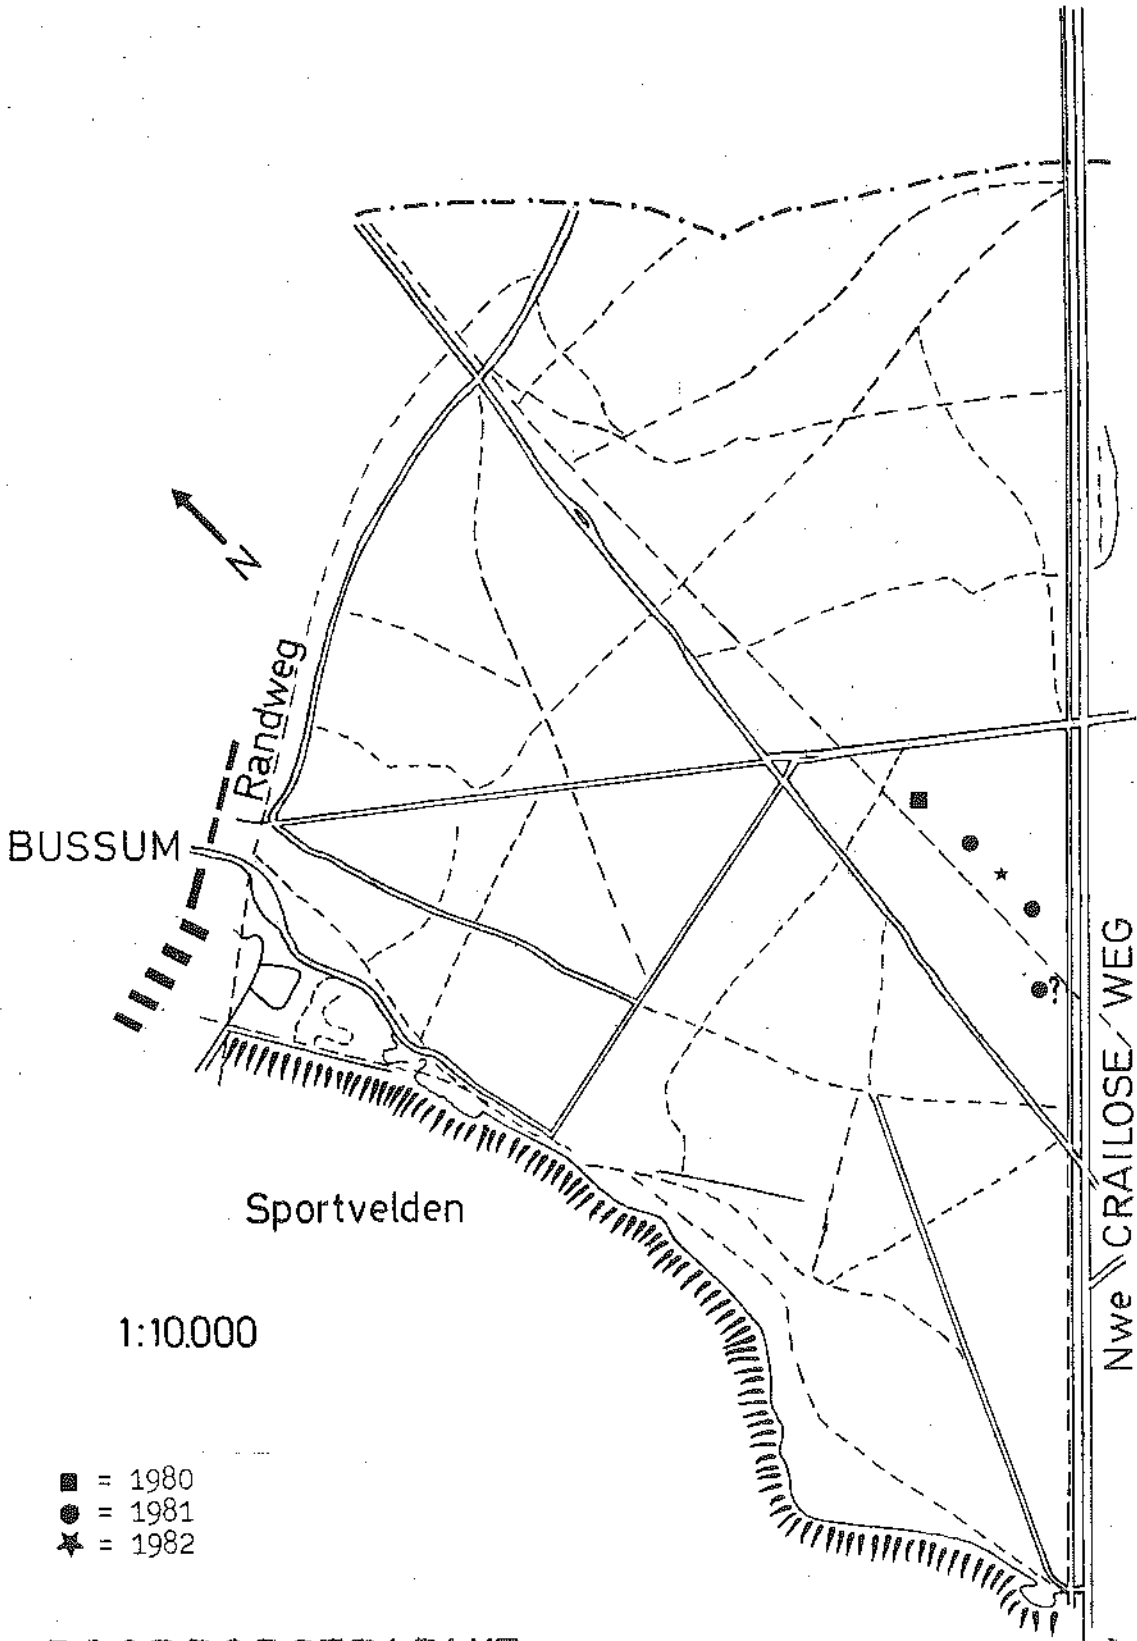 N
Randweg
BUSSUM
?
Nwe CRAILOSE WEG
Sportvelden
1:10.000
= 1980
= 1981
= 1982